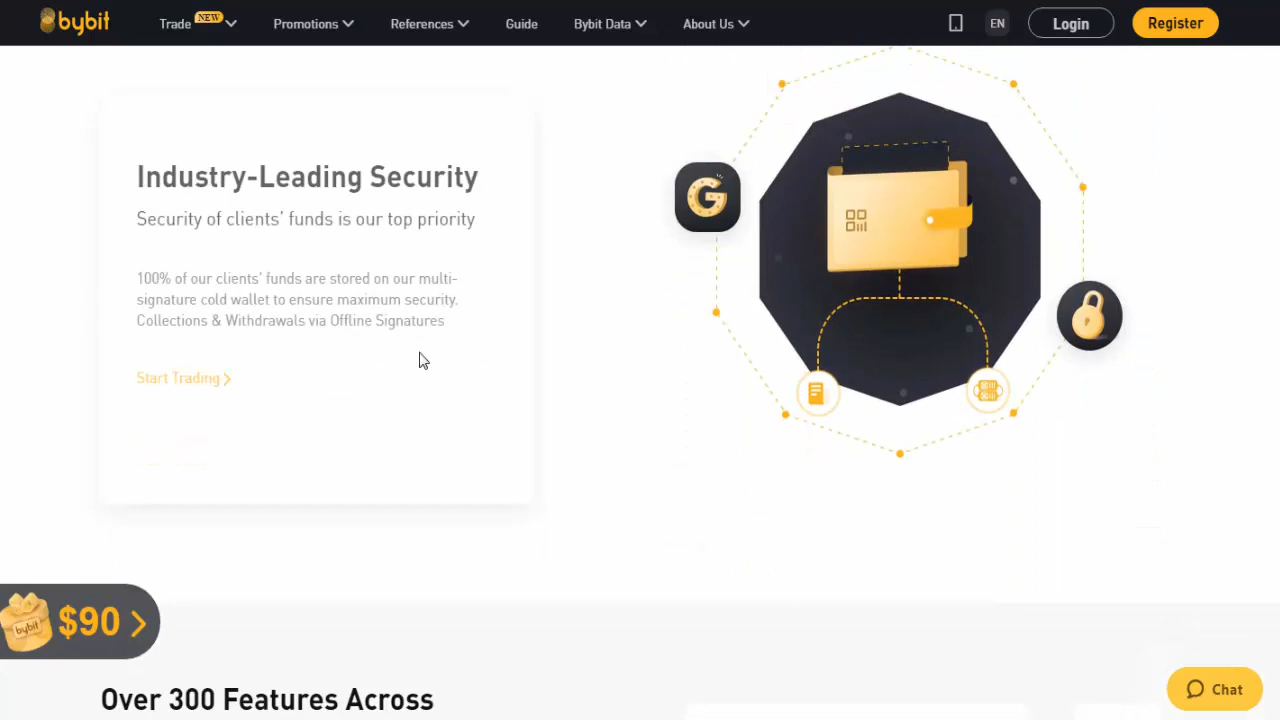 bybit
Trade NEW Promotions References Guide Bybit Data About Us EN Login Register
Industry-Leading Security
Security of clients' funds is our top priority
100% of our clients' funds are stored on our multi-
signature cold wallet to ensure maximum security.
Collections & Withdrawals via Offline Signatures
Start Trading
G
bybit
$90
Over 300 Features Across
Chat